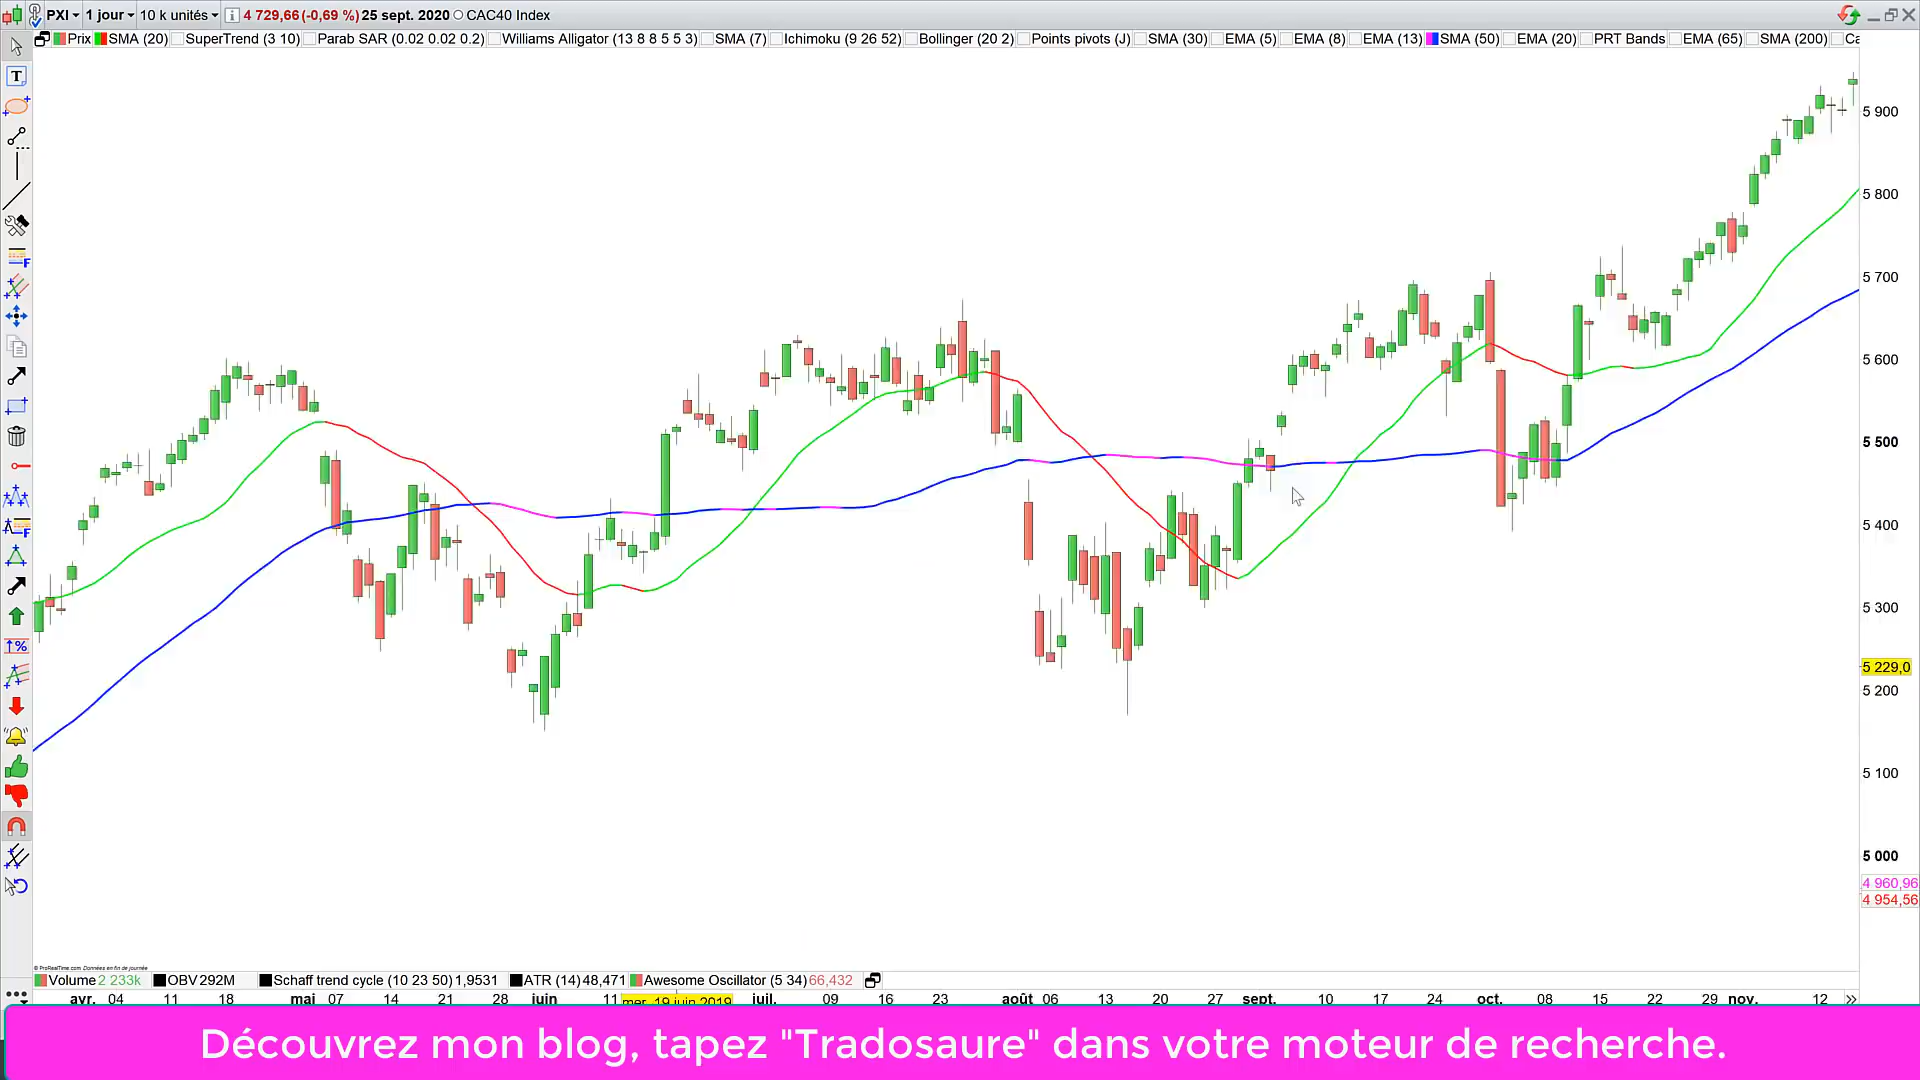 PXI 1 jour 10 k unités 4 729,66 (-0,69 %) 25 sept. 2020 CAC40 Index
Prix SMA (20) SuperTrend (3 10) Parab SAR (0.02 0.02 0.2) Williams Alligator (13 8 8 5 5 3) SMA (7) Ichimoku (9 26 52) Bollinger (20 2) Points pivots (J) SMA (30) EMA (5) EMA (8) EMA (13) SMA (50) EMA (20) PRT Bands EMA (65) SMA (200) Ca
5 900
5 800
5 700
5 600
5 500
5 400
5 300
5 229,0
5 200
5 100
5 000
4 960,96
4 954,56
© ProRealTime.com Données en fin de journée
Volume 2 233k OBV 292M Schaff trend cycle (10 23 50) 1,9531 ATR (14) 48,471 Awesome Oscillator (5 34) 66,432
avr. 04 11 18 mai 07 14 21 28 juin 11 mer. 19 juin 2019 juil. 09 16 23 août 06 13 20 27 sept. 10 17 24 oct. 08 15 22 29 nov. 12 »
Découvrez mon blog, tapez "Tradosaure" dans votre moteur de recherche.